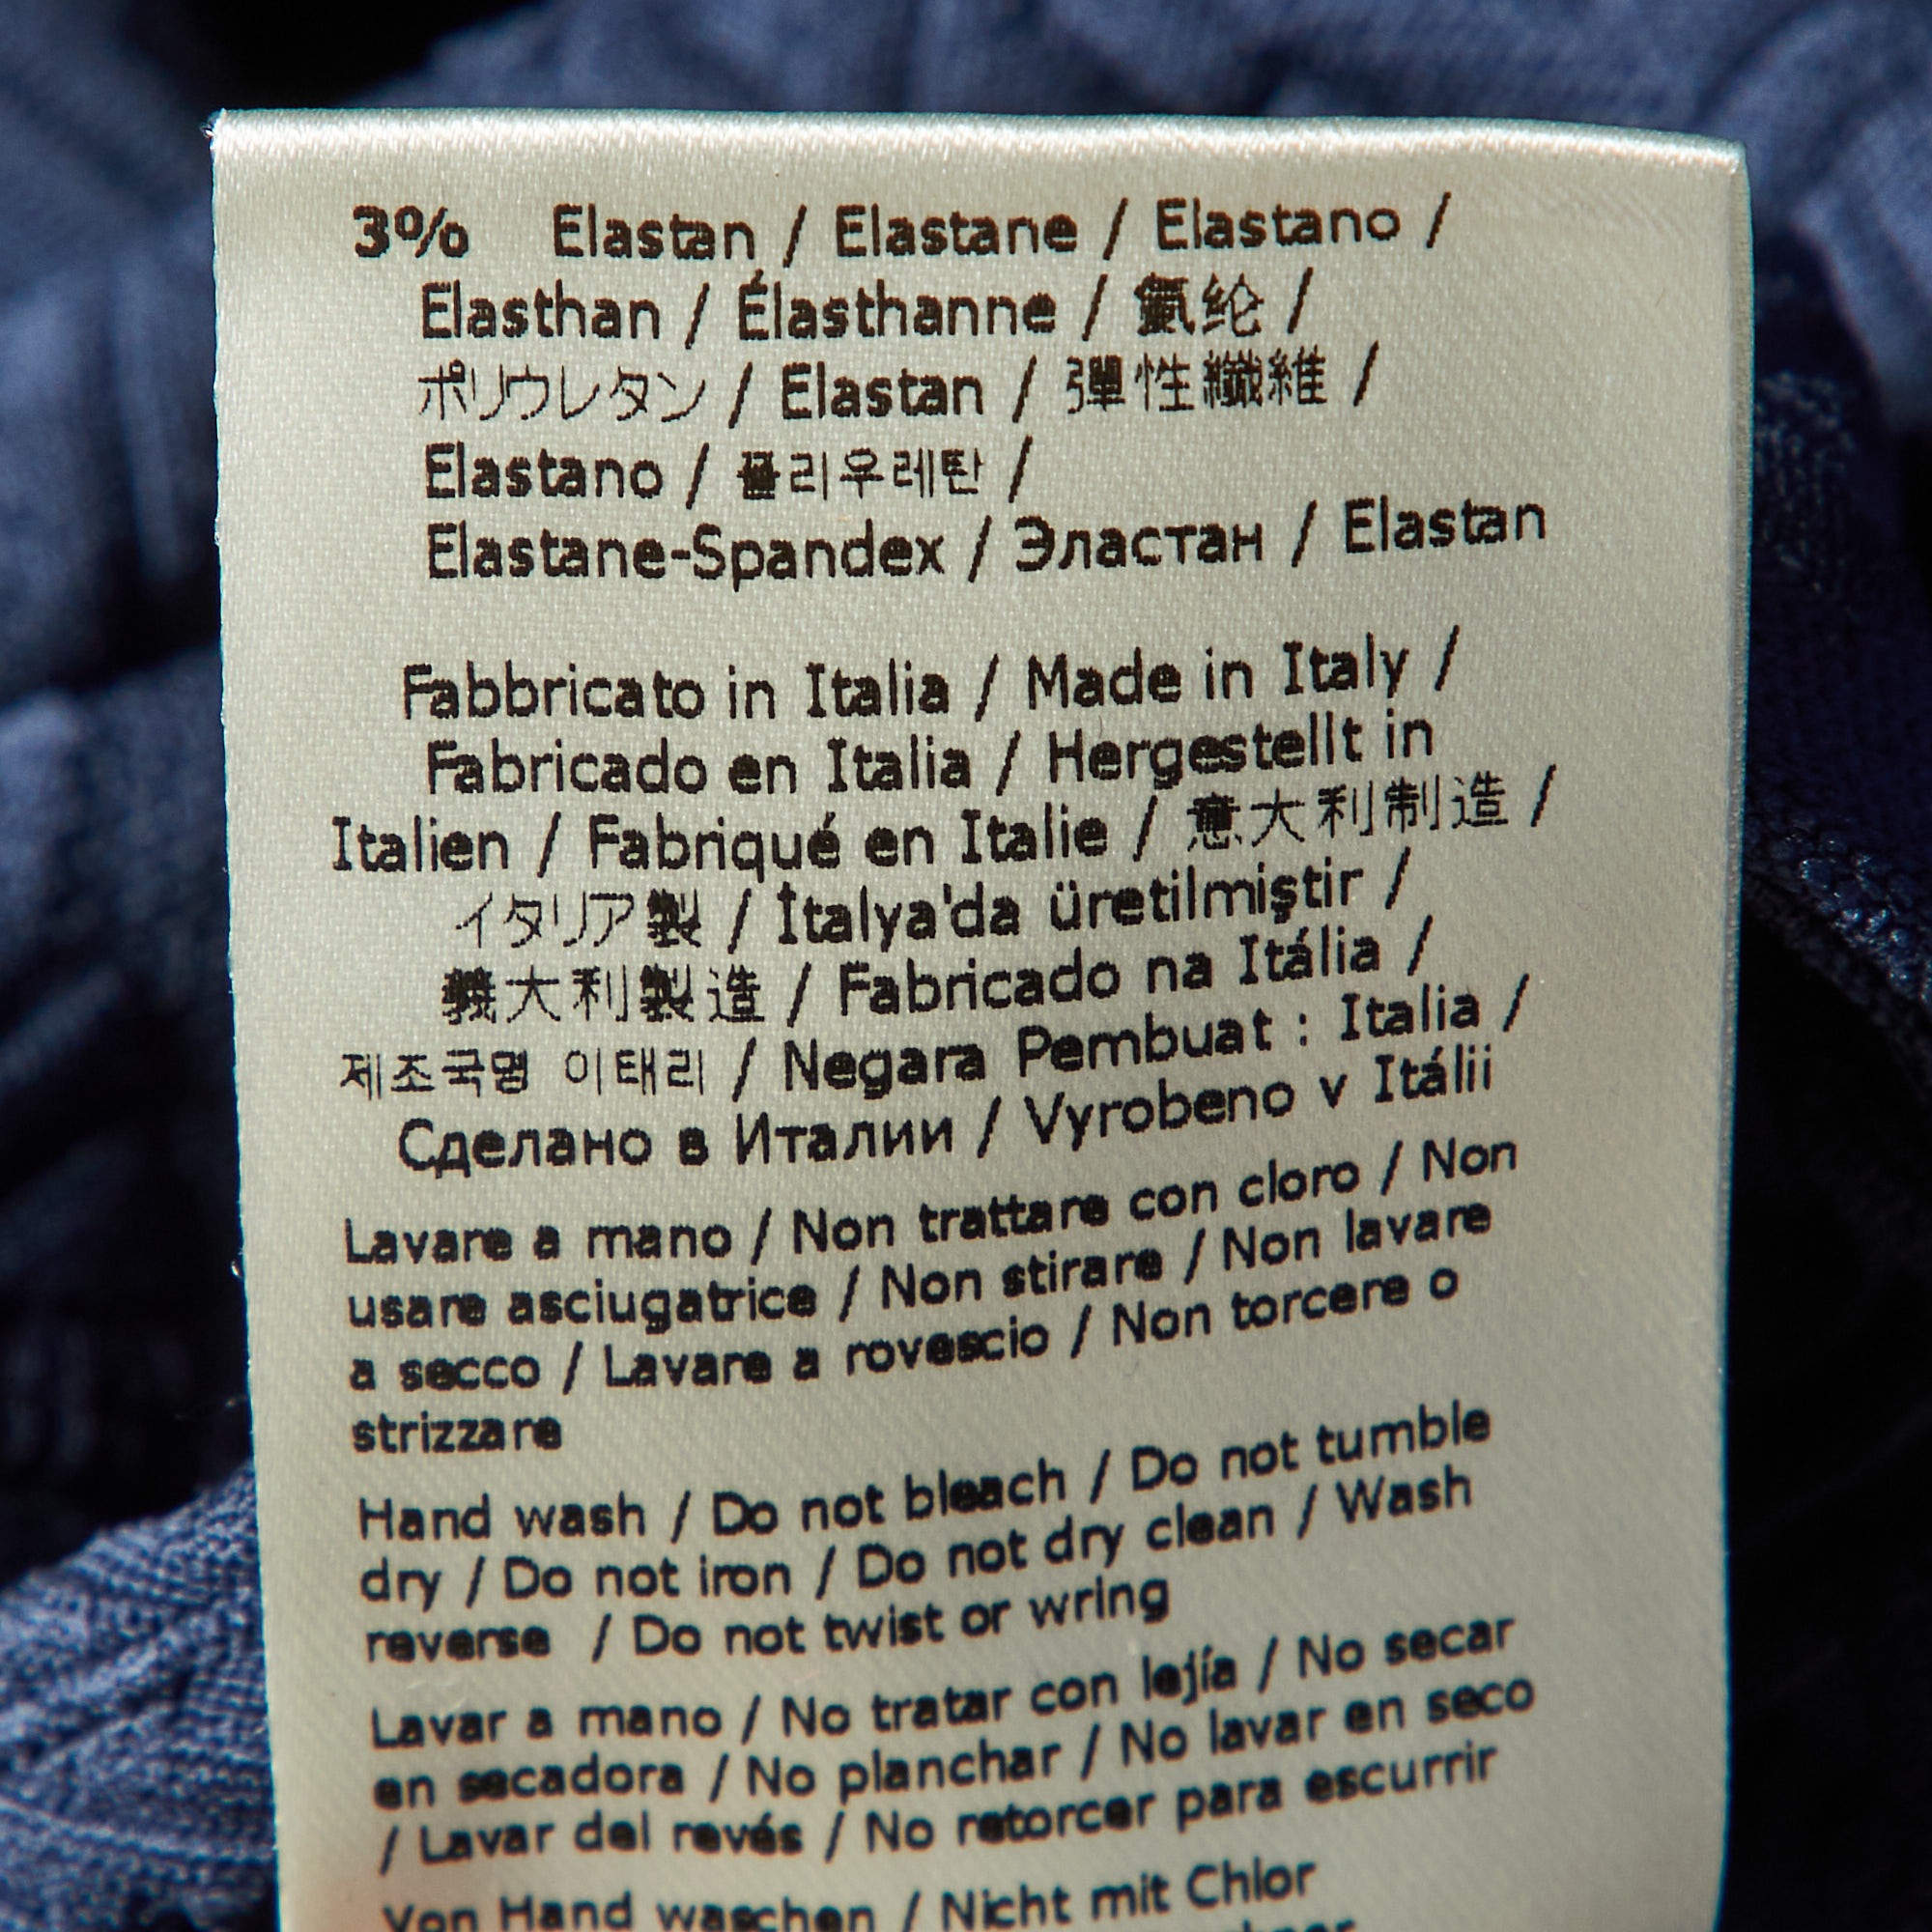 3% Elastan / Elastane / Elastano /
Elasthan / Élasthanne / 氨纶 /
ポリウレタン / Elastan / 彈性纖維 /
Elastano / 폴리우레탄 /
Elastane-Spandex / Эластан / Elastan
Fabbricato in Italia / Made in Italy /
Fabricado en Italia / Hergestellt in
Italien / Fabriqué en Italie / 意大利制造 /
イタリア製 / İtalya'da üretilmiştir /
義大利製造 / Fabricado na Itália /
제조국명 이태리 / Negara Pembuat : Italia /
Сделано в Италии / Vyrobeno v Itálii
Lavare a mano / Non trattare con cloro / Non
usare asciugatrice / Non stirare / Non lavare
a secco / Lavare a rovescio / Non torcere o
strizzare
Hand wash / Do not bleach / Do not tumble
dry / Do not iron / Do not dry clean / Wash
reverse / Do not twist or wring
Lavar a mano / No tratar con lejía / No secar
en secadora / No planchar / No lavar en seco
/ Lavar del revés / No retorcer para escurrir
Von Hand waschen / Nicht mit Chlor